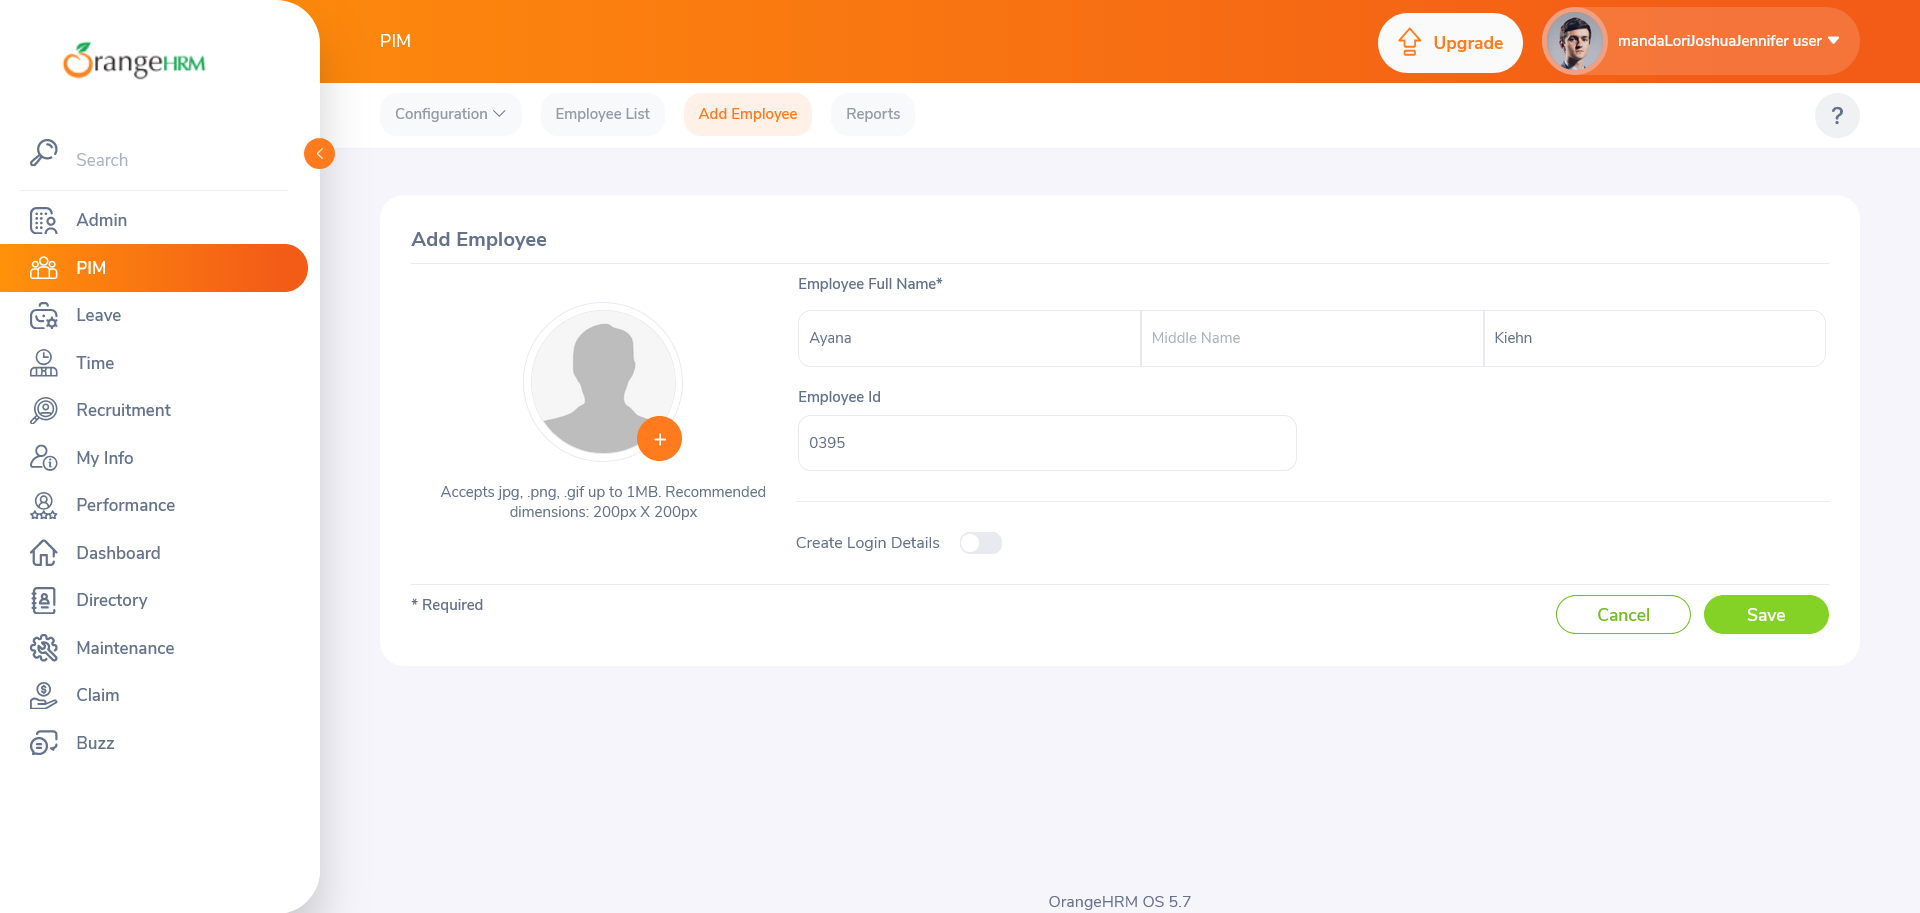 OrangeHRM
PIM
Upgrade
mandaLoriJoshuaJennifer user
Configuration
Employee List
Add Employee
Reports
?
Search
Admin
PIM
Leave
Time
Recruitment
My Info
Performance
Dashboard
Directory
Maintenance
Claim
Buzz
Add Employee
Employee Full Name*
Ayana
Middle Name
Kiehn
Employee Id
0395
+
Accepts jpg, .png, .gif up to 1MB. Recommended
dimensions: 200px X 200px
Create Login Details
* Required
Cancel
Save
OrangeHRM OS 5.7